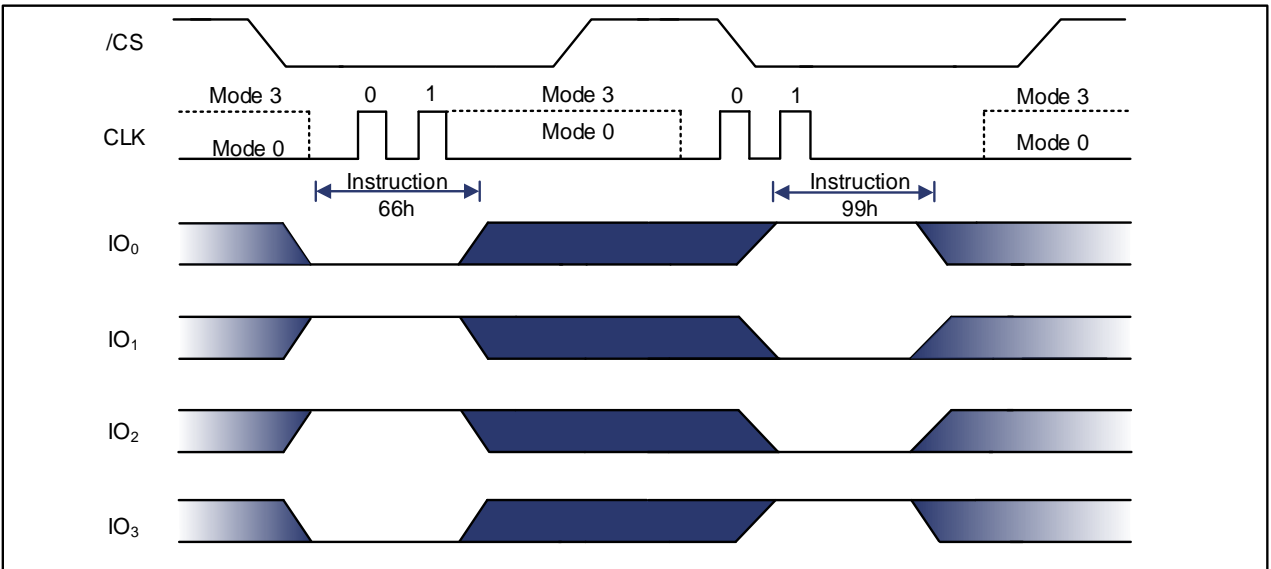 /CS
Mode 3 0 1 Mode 3 0 1 Mode 3
CLK
Mode 0 Mode 0 Mode 0
Instruction Instruction
66h 99h
IO₀
IO₁
IO₂
IO₃